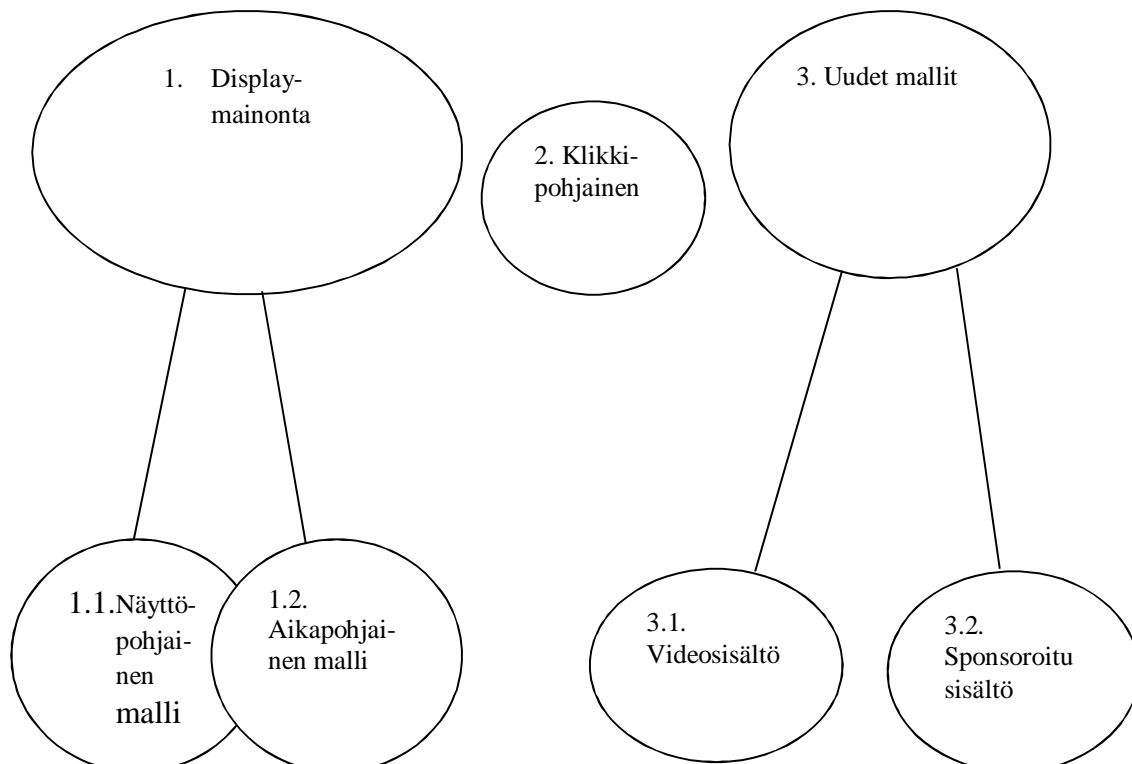 1. Display-
mainonta
2. Klikki-
pohjainen
3. Uudet mallit
1.1.Näyttö-
pohjai-
nen
malli
1.2.
Aikapohjai-
nen malli
3.1.
Videosisältö
3.2.
Sponsoroitu
sisältö